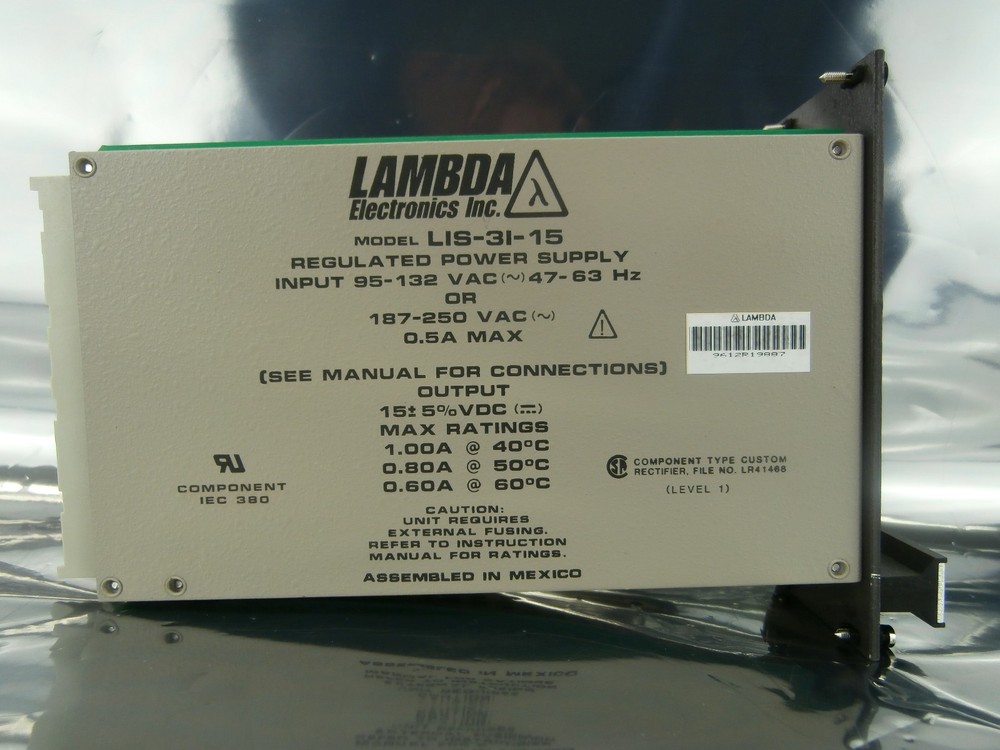 LAMBDA
Electronics Inc.
λ
MODEL LIS-3I-15
REGULATED POWER SUPPLY
INPUT 95-132 VAC (~) 47-63 Hz
OR
187-250 VAC (~)
0.5A MAX
!
LAMBDA
9612R19887
(SEE MANUAL FOR CONNECTIONS)
OUTPUT
15± 5% VDC (⎓)
MAX RATINGS
1.00A @ 40°C
0.80A @ 50°C
0.60A @ 60°C
RU
COMPONENT
IEC 380
COMPONENT TYPE CUSTOM
RECTIFIER, FILE NO. LR41468
(LEVEL 1)
CAUTION:
UNIT REQUIRES
EXTERNAL FUSING.
REFER TO INSTRUCTION
MANUAL FOR RATINGS.
ASSEMBLED IN MEXICO